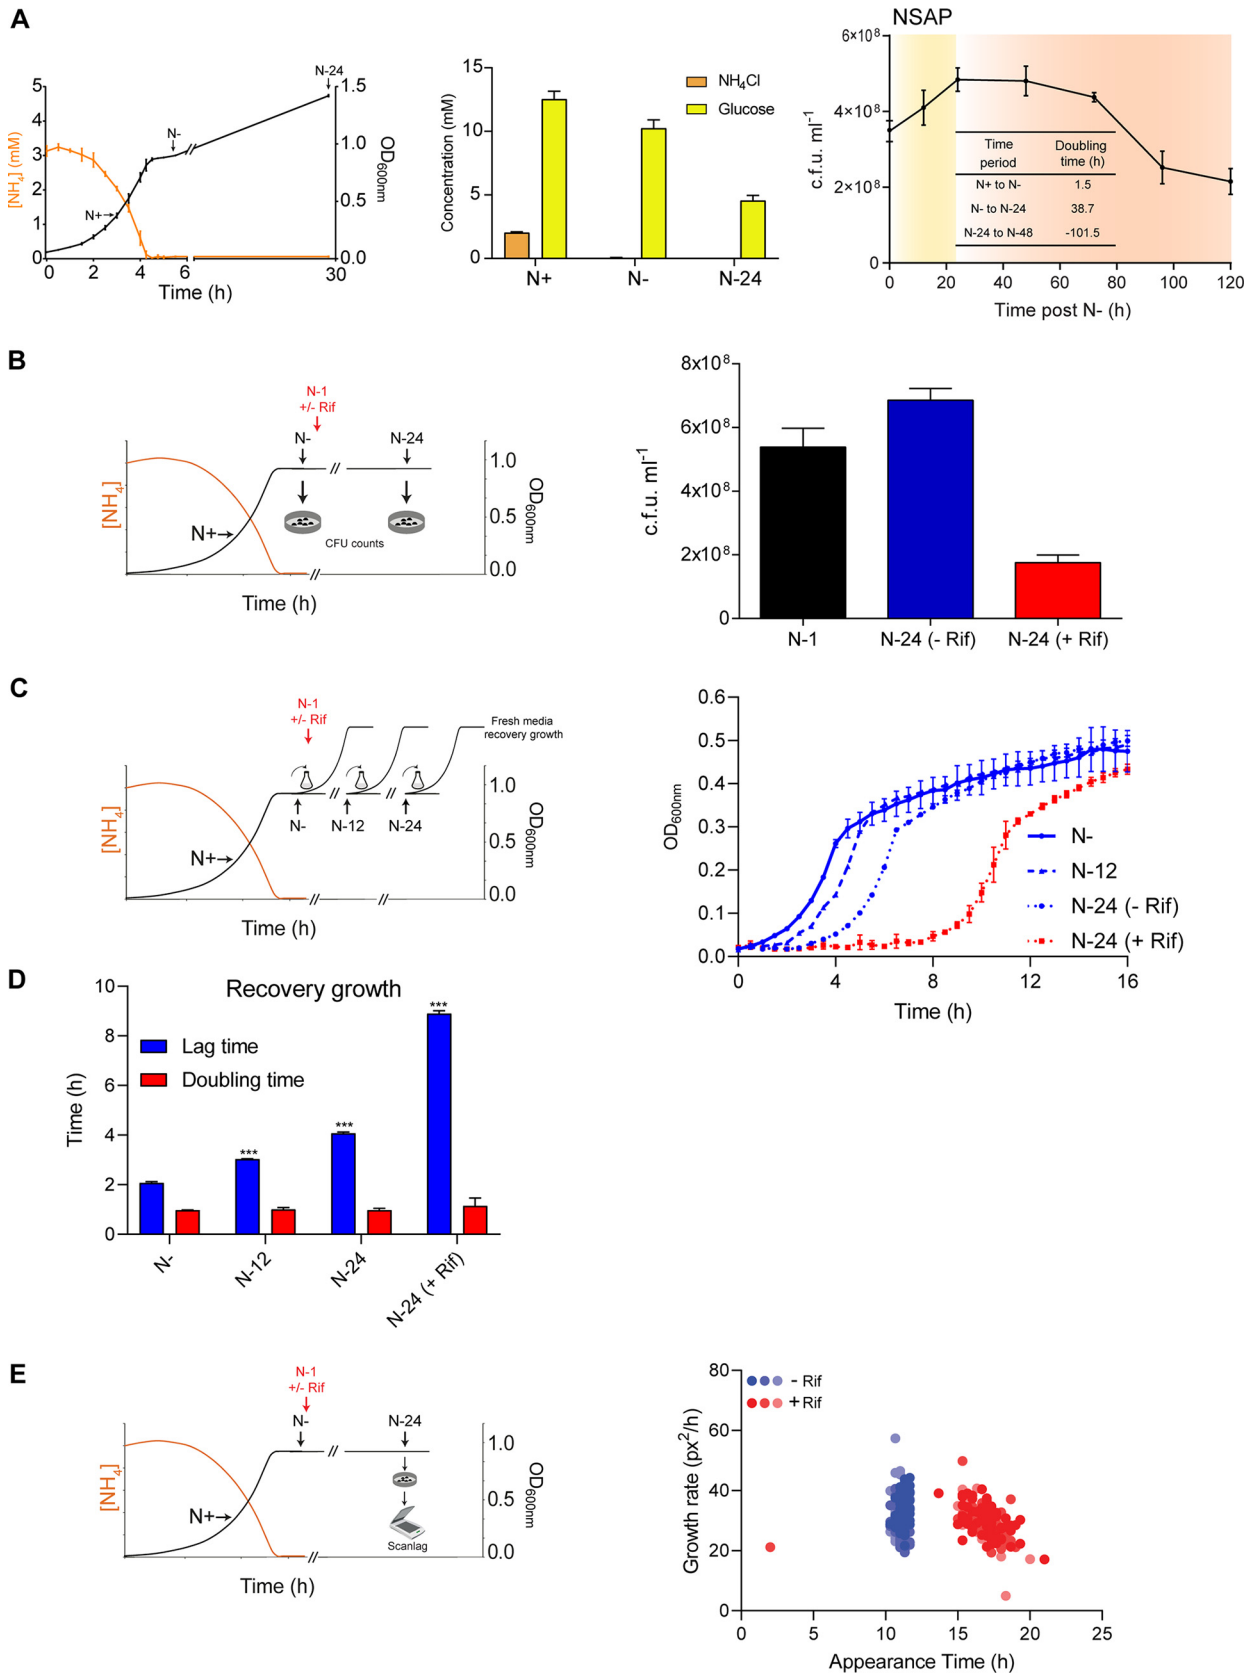 A
[NH4] (mM)
5
4
3
2
1
0
N-24
N-
N+
1.5
1.0
0.5
0.0
OD600nm
0 2 4 6 30
Time (h)
Concentration (mM)
15
10
5
0
NH4Cl
Glucose
N+ N- N-24
NSAP
c.f.u. ml-1
6×10^8
4×10^8
2×10^8
0
Time period Doubling time (h)
N+ to N- 1.5
N- to N-24 38.7
N-24 to N-48 -101.5
0 20 40 60 80 100 120
Time post N- (h)
B
N-1
+/- Rif
N- N-24
[NH4]
N+
CFU counts
1.0
0.5
0.0
OD600nm
Time (h)
c.f.u. ml-1
8x10^8
6x10^8
4x10^8
2x10^8
0
N-1 N-24 (- Rif) N-24 (+ Rif)
C
N-1
+/- Rif
Fresh media
recovery growth
[NH4]
N+
N- N-12 N-24
1.0
0.5
0.0
OD600nm
Time (h)
OD600nm
0.6
0.5
0.4
0.3
0.2
0.1
0.0
N-
N-12
N-24 (- Rif)
N-24 (+ Rif)
0 4 8 12 16
Time (h)
D
Recovery growth
Time (h)
10
8
6
4
2
0
Lag time
Doubling time
***
***
***
N- N-12 N-24 N-24 (+ Rif)
E
N-1
+/- Rif
N- N-24
[NH4]
N+
Scanlag
1.0
0.5
0.0
OD600nm
Time (h)
Growth rate (px^2/h)
80
60
40
20
0
- Rif
+ Rif
0 5 10 15 20 25
Appearance Time (h)